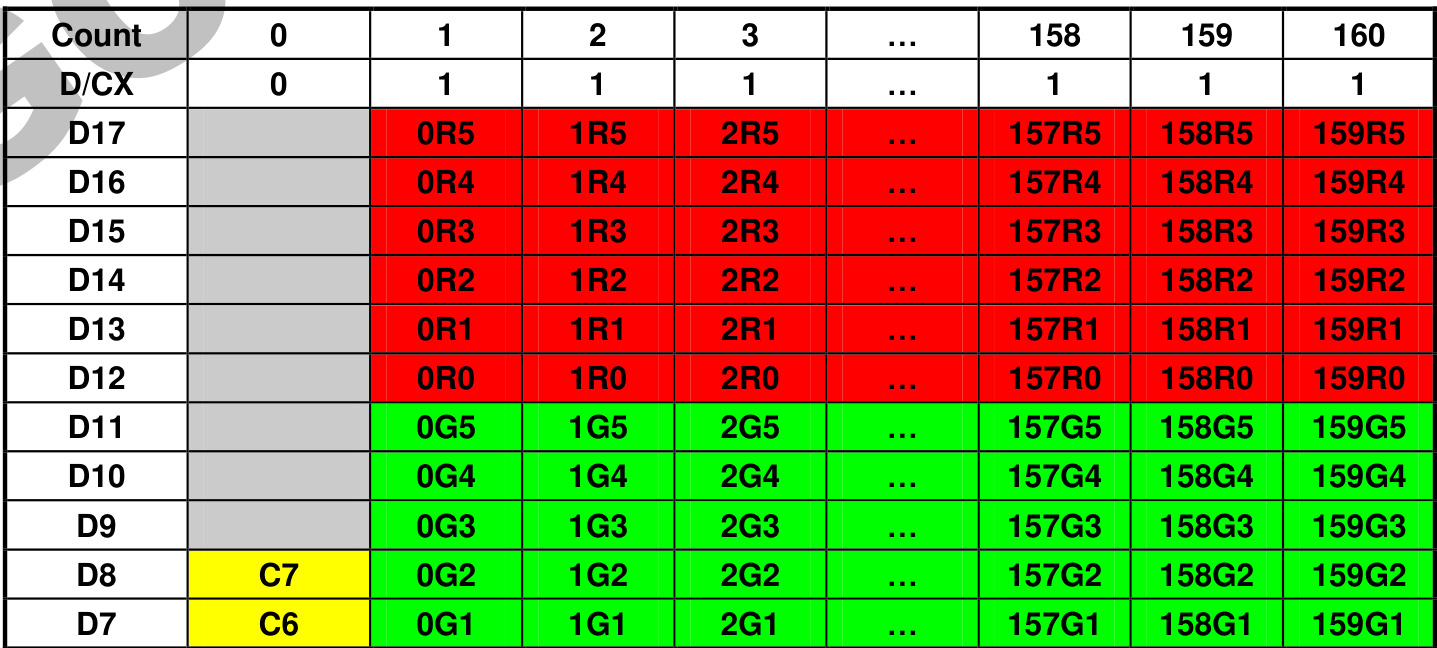 Count 0 1 2 3 ... 158 159 160
D/CX 0 1 1 1 ... 1 1 1
D17 0R5 1R5 2R5 ... 157R5 158R5 159R5
D16 0R4 1R4 2R4 ... 157R4 158R4 159R4
D15 0R3 1R3 2R3 ... 157R3 158R3 159R3
D14 0R2 1R2 2R2 ... 157R2 158R2 159R2
D13 0R1 1R1 2R1 ... 157R1 158R1 159R1
D12 0R0 1R0 2R0 ... 157R0 158R0 159R0
D11 0G5 1G5 2G5 ... 157G5 158G5 159G5
D10 0G4 1G4 2G4 ... 157G4 158G4 159G4
D9 0G3 1G3 2G3 ... 157G3 158G3 159G3
D8 C7 0G2 1G2 2G2 ... 157G2 158G2 159G2
D7 C6 0G1 1G1 2G1 ... 157G1 158G1 159G1